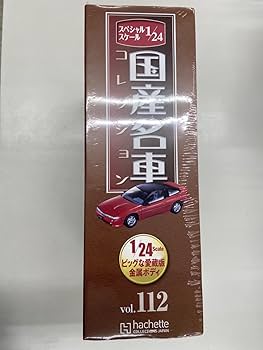 スペシャル
スケール
1/24
国産名車
コレクション
1/24 Scale
ビッグな愛蔵版
金属ボディ
vol.112
hachette
COLLECTIONS JAPAN